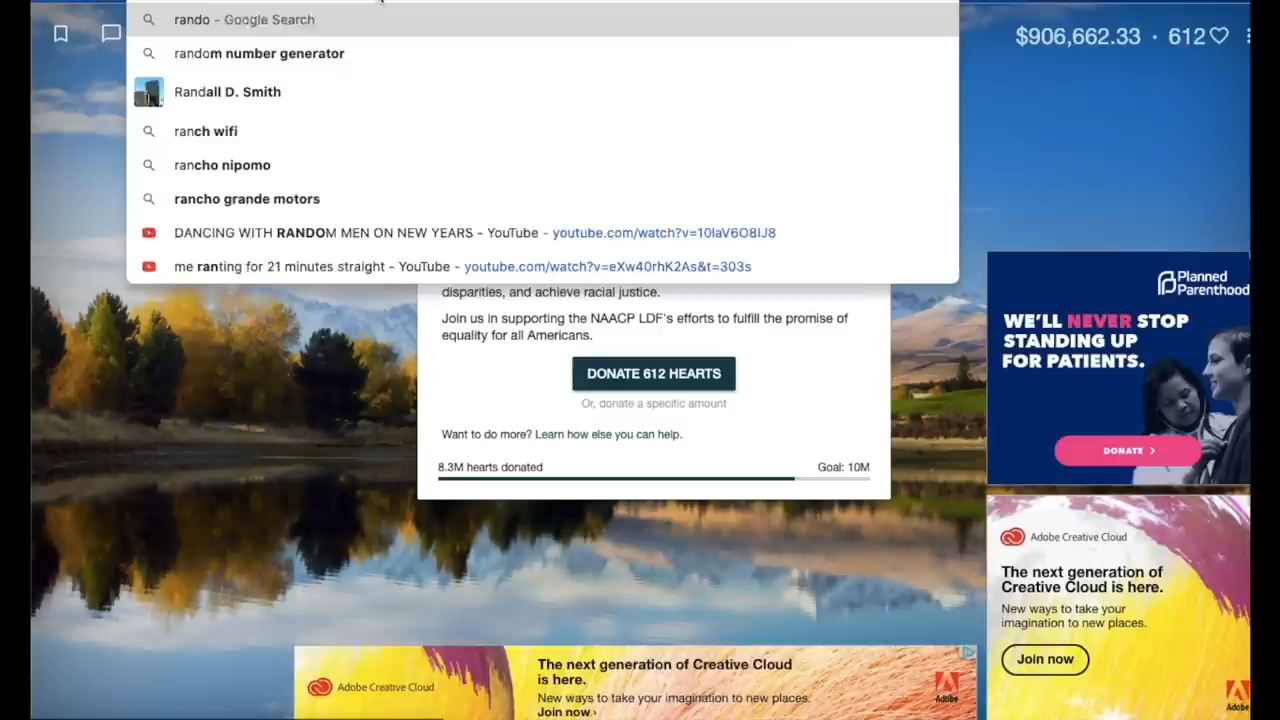 rando - Google Search
$906,662.33 · 612
random number generator
Randall D. Smith
ranch wifi
rancho nipomo
rancho grande motors
DANCING WITH RANDOM MEN ON NEW YEARS - YouTube - youtube.com/watch?v=10laV6O8IJ8
me ranting for 21 minutes straight - YouTube - youtube.com/watch?v=eXw40rhK2As&t=303s
disparities, and achieve racial justice.
Join us in supporting the NAACP LDF's efforts to fulfill the promise of
equality for all Americans.
DONATE 612 HEARTS
Or, donate a specific amount
Want to do more? Learn how else you can help.
8.3M hearts donated
Goal: 10M
Planned
Parenthood
WE'LL NEVER STOP
STANDING UP
FOR PATIENTS.
DONATE >
Adobe Creative Cloud
The next generation of
Creative Cloud is here.
New ways to take your
imagination to new places.
Join now
Adobe
Adobe Creative Cloud
The next generation of Creative Cloud
is here.
New ways to take your imagination to new places.
Join now ›
Adobe